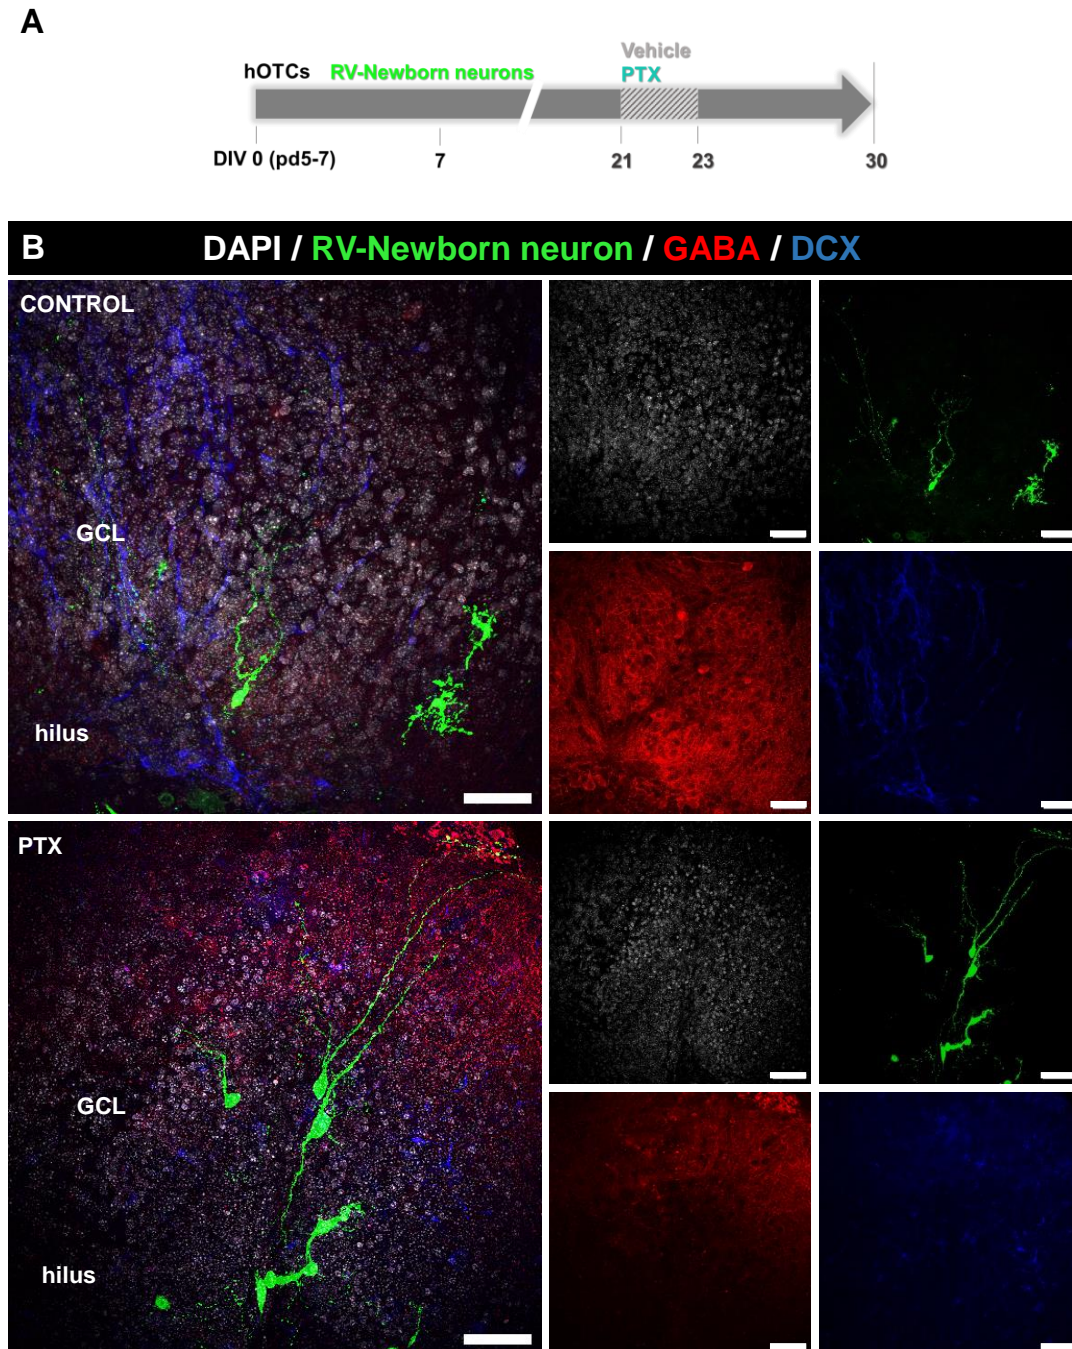 A
Vehicle
hOTCs RV-Newborn neurons PTX
DIV 0 (pd5-7) 7 21 23 30
B DAPI / RV-Newborn neuron / GABA / DCX
CONTROL
GCL
hilus
PTX
GCL
hilus